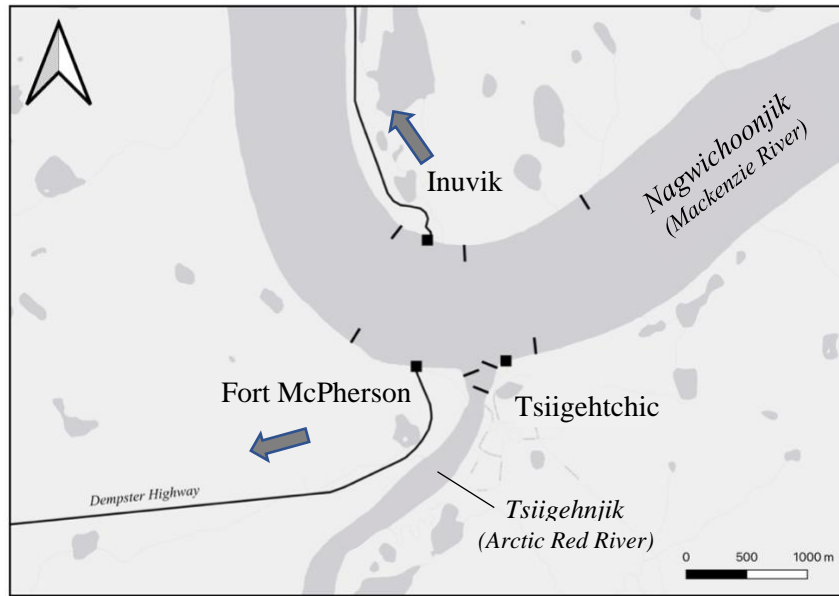 Inuvik
Nagwichoonjik
(Mackenzie River)
Fort McPherson
Tsiigehtchic
Dempster Highway
Tsiigehnjik
(Arctic Red River)
0 500 1000 m